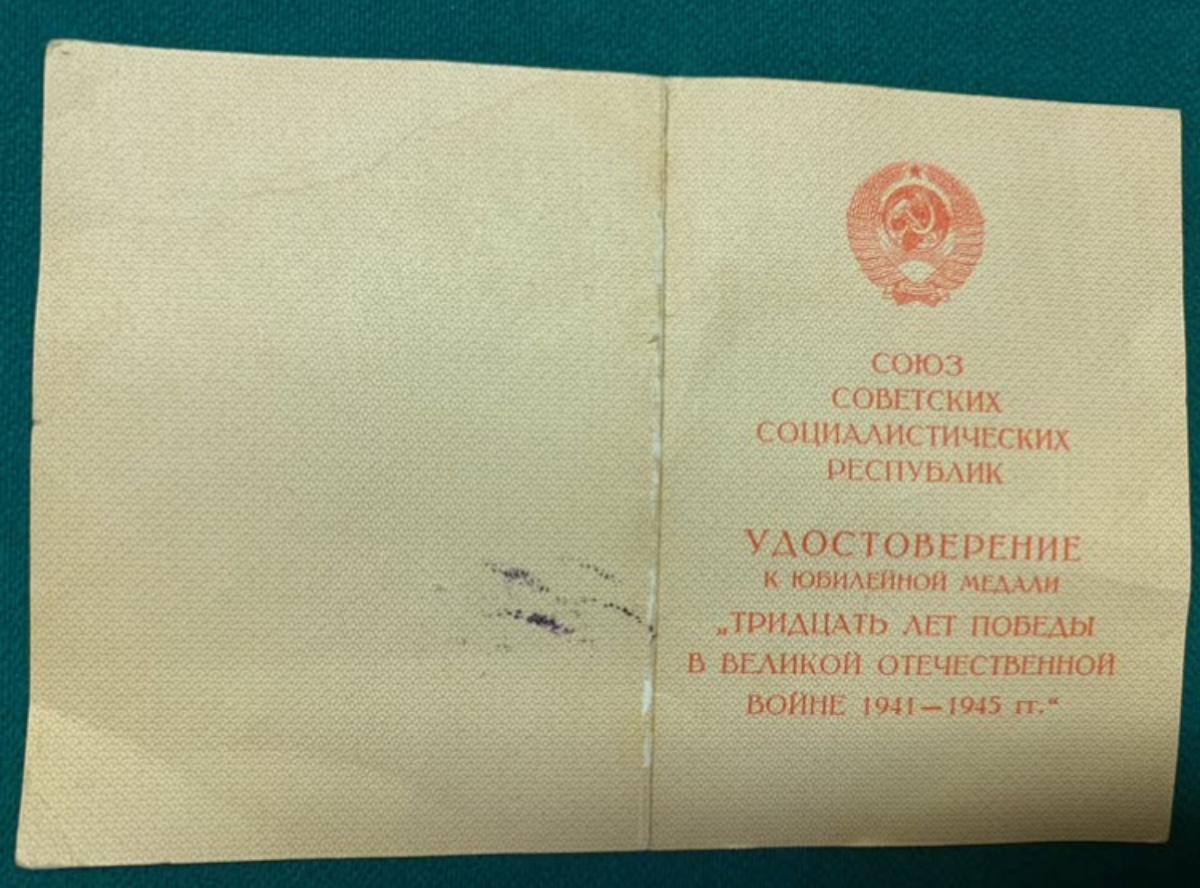 СОЮЗ
СОВЕТСКИХ
СОЦИАЛИСТИЧЕСКИХ
РЕСПУБЛИК
УДОСТОВЕРЕНИЕ
К ЮБИЛЕЙНОЙ МЕДАЛИ
„ТРИДЦАТЬ ЛЕТ ПОБЕДЫ
В ВЕЛИКОЙ ОТЕЧЕСТВЕННОЙ
ВОЙНЕ 1941—1945 гг.“